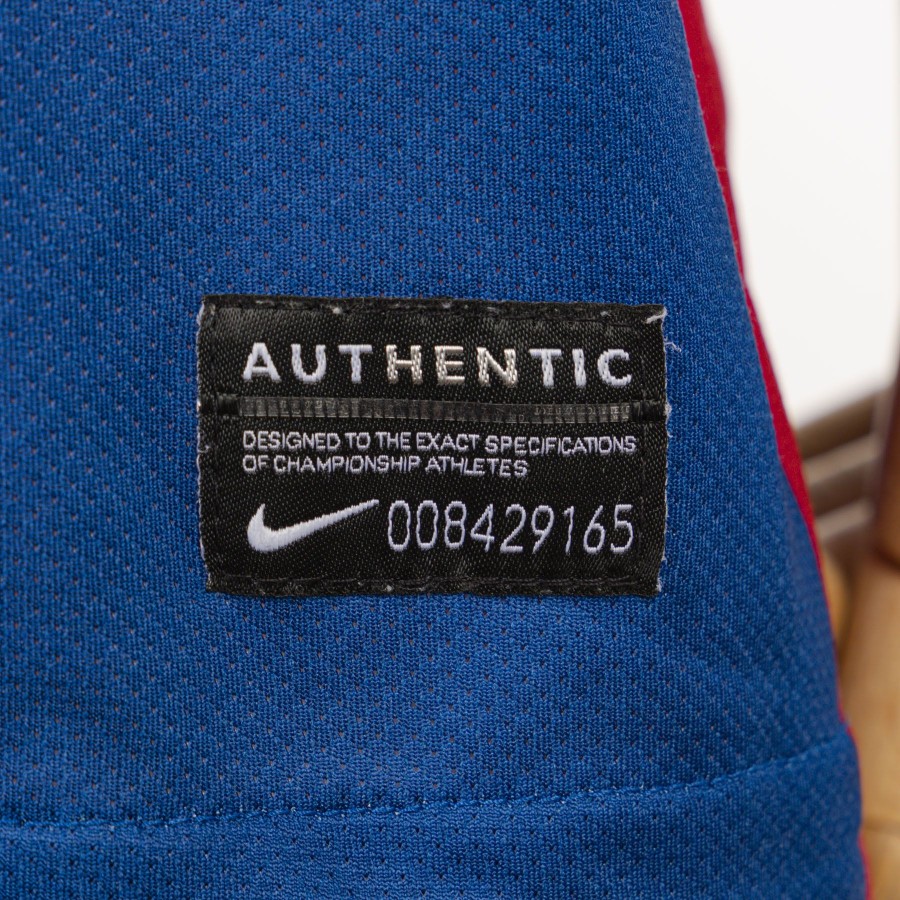 AUTHENTIC
DESIGNED TO THE EXACT SPECIFICATIONS
OF CHAMPIONSHIP ATHLETES
008429165